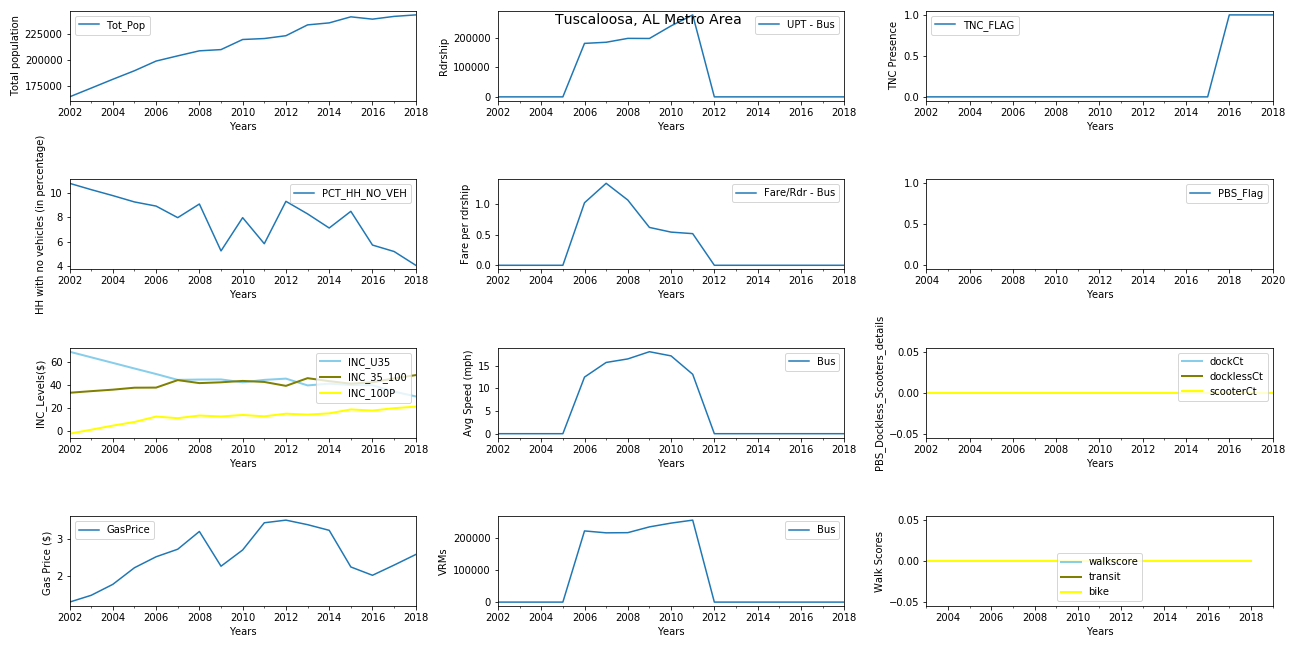 Tuscaloosa, AL Metro Area
Total population
225000
200000
175000
Tot_Pop
2002 2004 2006 2008 2010 2012 2014 2016 2018
Years
Rdrship
200000
100000
0
UPT - Bus
2002 2004 2006 2008 2010 2012 2014 2016 2018
Years
TNC Presence
1.0
0.5
0.0
TNC_FLAG
2002 2004 2006 2008 2010 2012 2014 2016 2018
Years
HH with no vehicles (in percentage)
10
8
6
4
PCT_HH_NO_VEH
2002 2004 2006 2008 2010 2012 2014 2016 2018
Years
Fare per rdrship
1.0
0.5
0.0
Fare/Rdr - Bus
2002 2004 2006 2008 2010 2012 2014 2016 2018
Years
1.0
0.5
0.0
PBS_Flag
2004 2006 2008 2010 2012 2014 2016 2018 2020
Years
INC_Levels($)
60
40
20
0
INC_U35
INC_35_100
INC_100P
2002 2004 2006 2008 2010 2012 2014 2016 2018
Years
Avg Speed (mph)
15
10
5
0
Bus
2002 2004 2006 2008 2010 2012 2014 2016 2018
Years
PBS_Dockless_Scooters_details
0.05
0.00
−0.05
dockCt
docklessCt
scooterCt
2002 2004 2006 2008 2010 2012 2014 2016 2018
Years
Gas Price ($)
3
2
GasPrice
2002 2004 2006 2008 2010 2012 2014 2016 2018
Years
VRMs
200000
100000
0
Bus
2002 2004 2006 2008 2010 2012 2014 2016 2018
Years
Walk Scores
0.05
0.00
−0.05
walkscore
transit
bike
2004 2006 2008 2010 2012 2014 2016 2018
Years